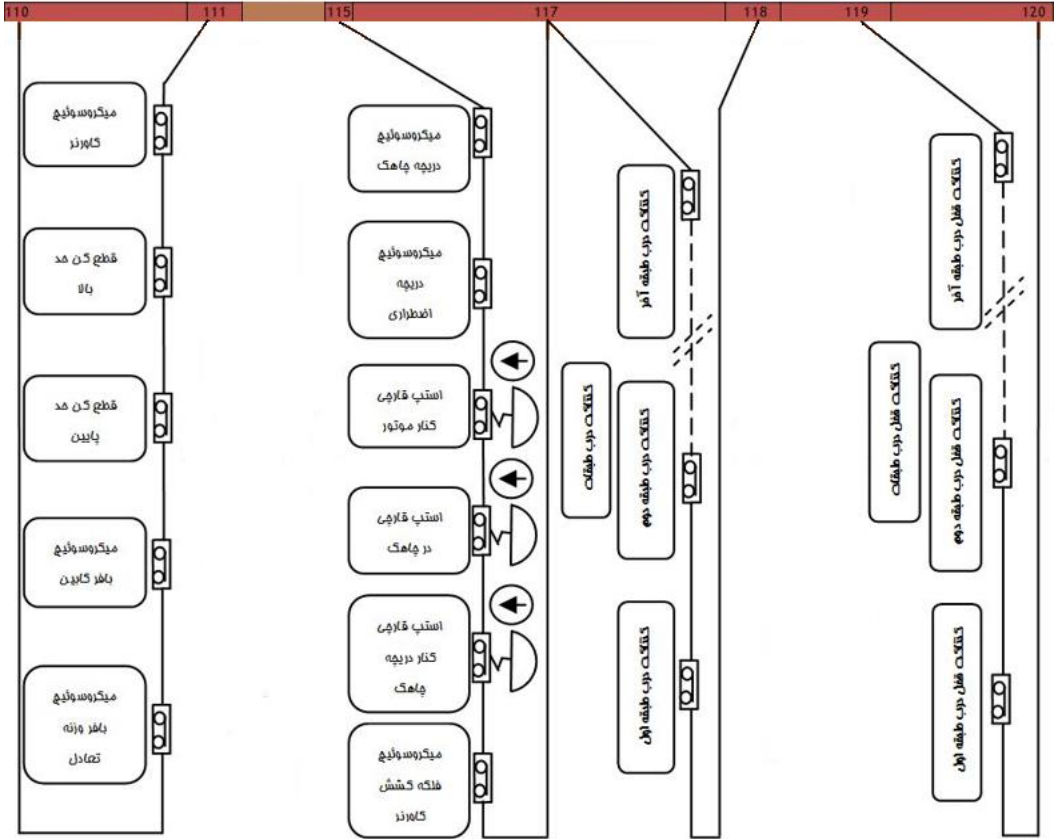 110 111 115 117 118 119 120
میکروسوئیچ
گاورنر
قطع کن حد
بالا
قطع کن حد
پایین
میکروسوئیچ
بافر کابین
میکروسوئیچ
بافر وزنه
تعادل
میکروسوئیچ
دریچه چاهک
میکروسوئیچ
دریچه
اضطراری
استپ قارچی
کنار موتور
استپ قارچی
در چاهک
استپ قارچی
کنار دریچه
چاهک
میکروسوئیچ
فلکه کشش
گاورنر
کنتاکت درب طبقات
کنتاکت درب طبقه آخر
کنتاکت درب طبقه دوم
کنتاکت درب طبقه اول
کنتاکت قفل درب طبقات
کنتاکت قفل درب طبقه آخر
کنتاکت قفل درب طبقه دوم
کنتاکت قفل درب طبقه اول